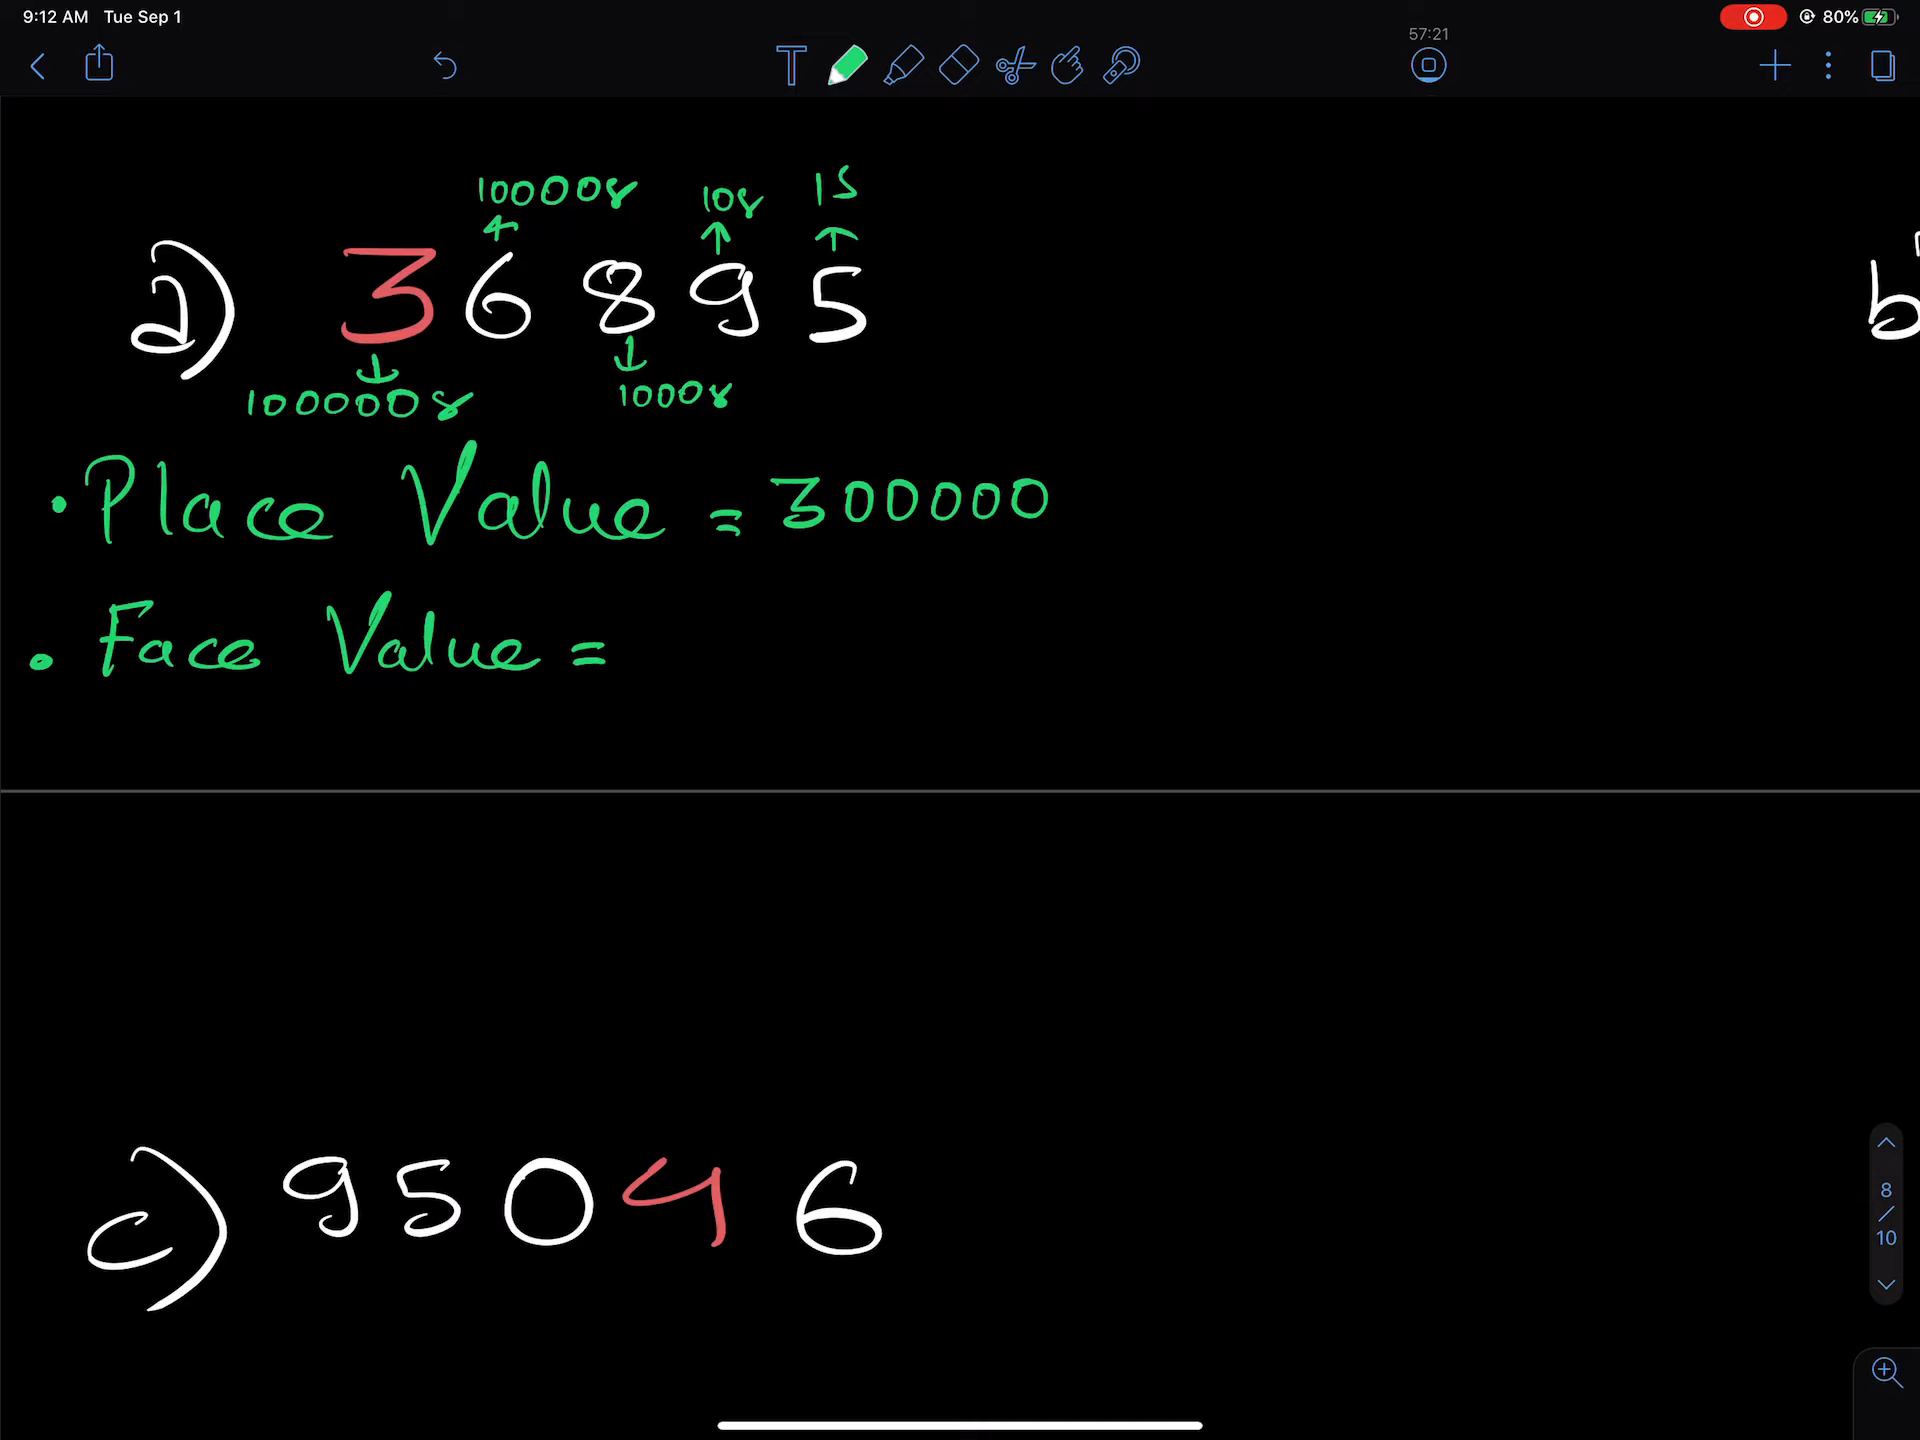 9:12 AM Tue Sep 1
80%
57:21
10000s 10s 1s
a) 3 6 8 9 5
b
100000s 1000s
• Place Value = 300000
• Face Value =
c) 9 5 0 4 6
8
/
10